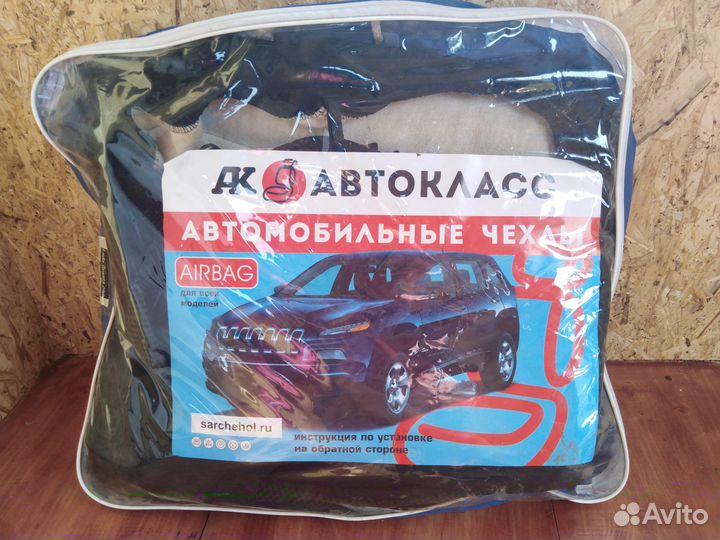 АК АВТОКЛАСС
АВТОМОБИЛЬНЫЕ ЧЕХЛЫ
AIRBAG
для всех
моделей
sarchehol.ru
инструкция по установке
на обратной стороне
Avito